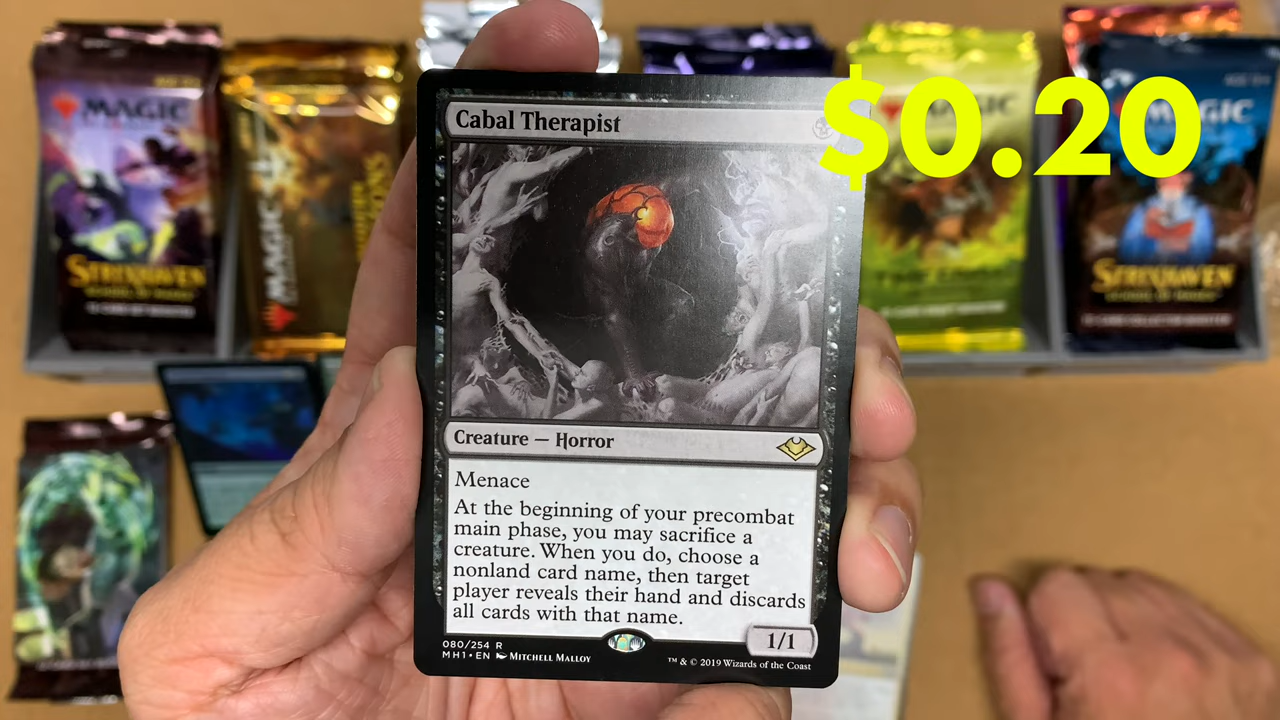 Cabal Therapist
$0.20
Creature — Horror
Menace
At the beginning of your precombat
main phase, you may sacrifice a
creature. When you do, choose a
nonland card name, then target
player reveals their hand and discards
all cards with that name.
1/1
080/254 R
MH1 • EN Mitchell Malloy
™ & © 2019 Wizards of the Coast
MAGIC
STRIXHAVEN
MAGIC
MAGIC
STRIXHAVEN